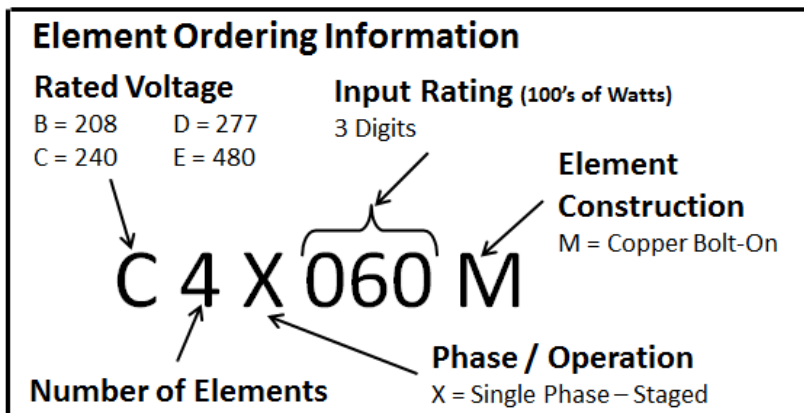 Element Ordering Information
Rated Voltage
B = 208 D = 277
C = 240 E = 480
Input Rating (100's of Watts)
3 Digits
Element
Construction
M = Copper Bolt-On
C 4 X 060 M
Number of Elements
Phase / Operation
X = Single Phase – Staged